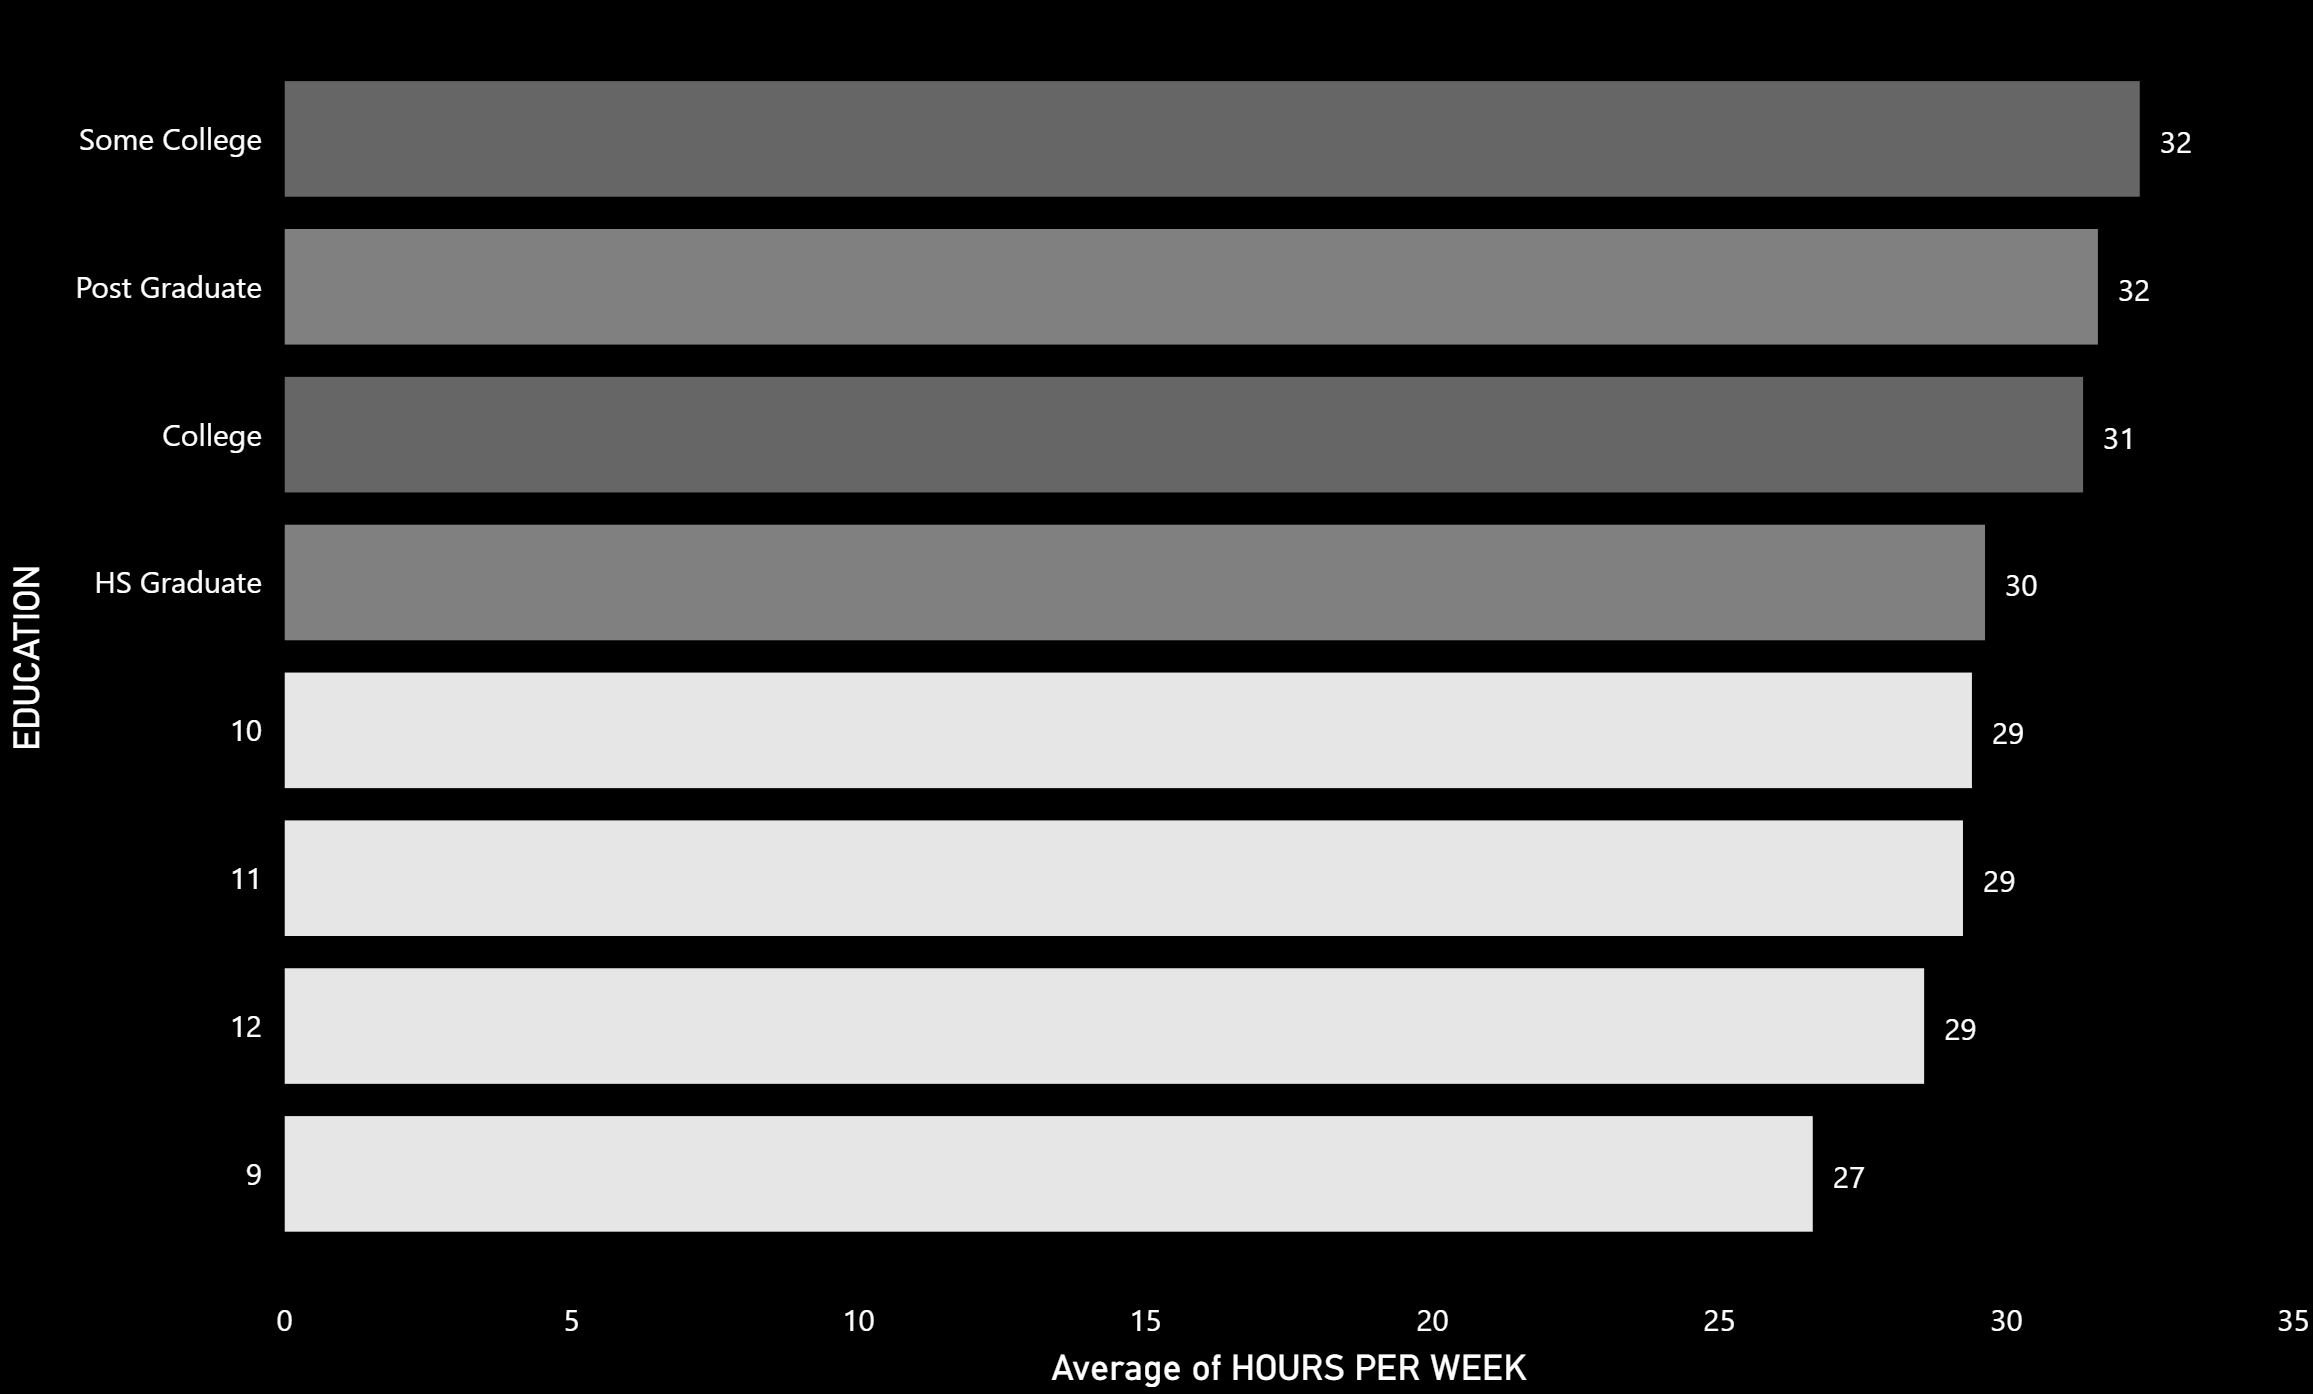 Some College
32
Post Graduate
32
College
31
HS Graduate
30
10
29
11
29
12
29
9
27
EDUCATION
0 5 10 15 20 25 30 35
Average of HOURS PER WEEK